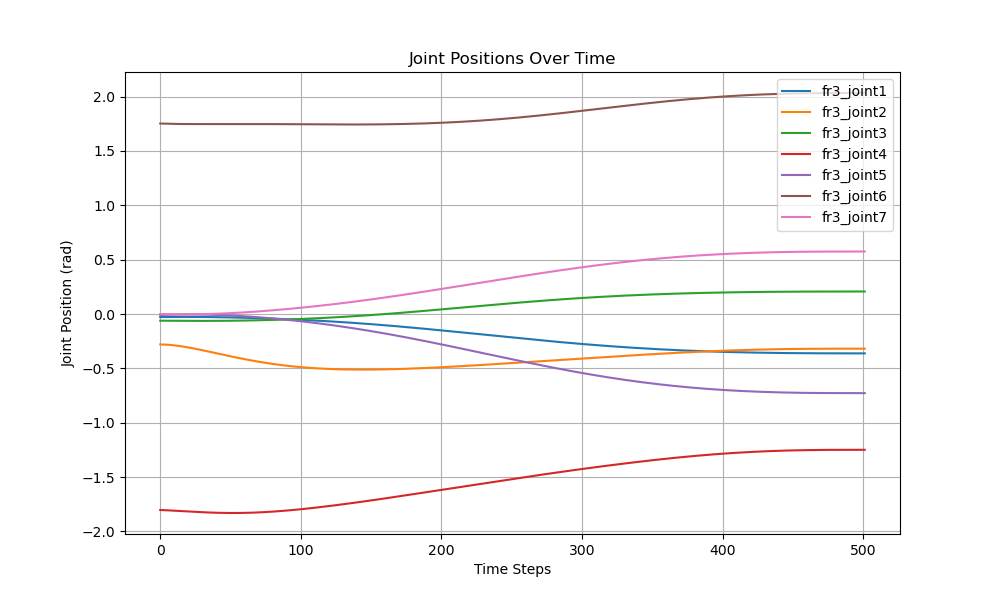 Joint Positions Over Time
Joint Position (rad)
2.0
1.5
1.0
0.5
0.0
−0.5
−1.0
−1.5
−2.0
fr3_joint1
fr3_joint2
fr3_joint3
fr3_joint4
fr3_joint5
fr3_joint6
fr3_joint7
0 100 200 300 400 500
Time Steps